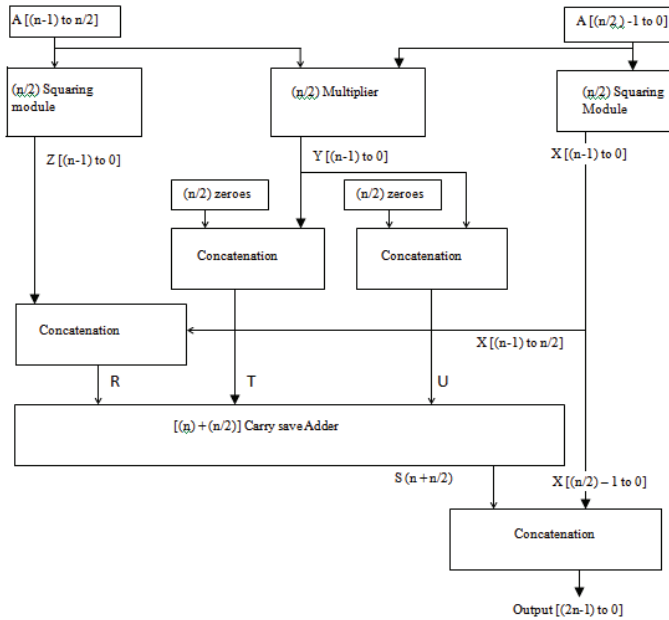 A [(n-1) to n/2]
A [(n/2) -1 to 0]
(n/2) Squaring
module
(n/2) Multiplier
(n/2) Squaring
Module
Z [(n-1) to 0]
Y [(n-1) to 0]
X [(n-1) to 0]
(n/2) zeroes
(n/2) zeroes
Concatenation
Concatenation
Concatenation
X [(n-1) to n/2]
R
T
U
[(n) + (n/2)] Carry save Adder
S (n + n/2)
X [(n/2) – 1 to 0]
Concatenation
Output [(2n-1) to 0]